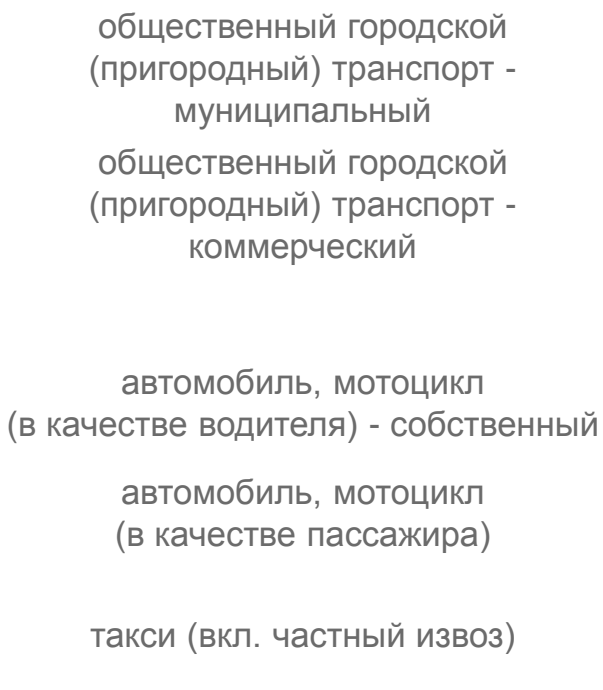 общественный городской
(пригородный) транспорт -
муниципальный
общественный городской
(пригородный) транспорт -
коммерческий
автомобиль, мотоцикл
(в качестве водителя) - собственный
автомобиль, мотоцикл
(в качестве пассажира)
такси (вкл. частный извоз)